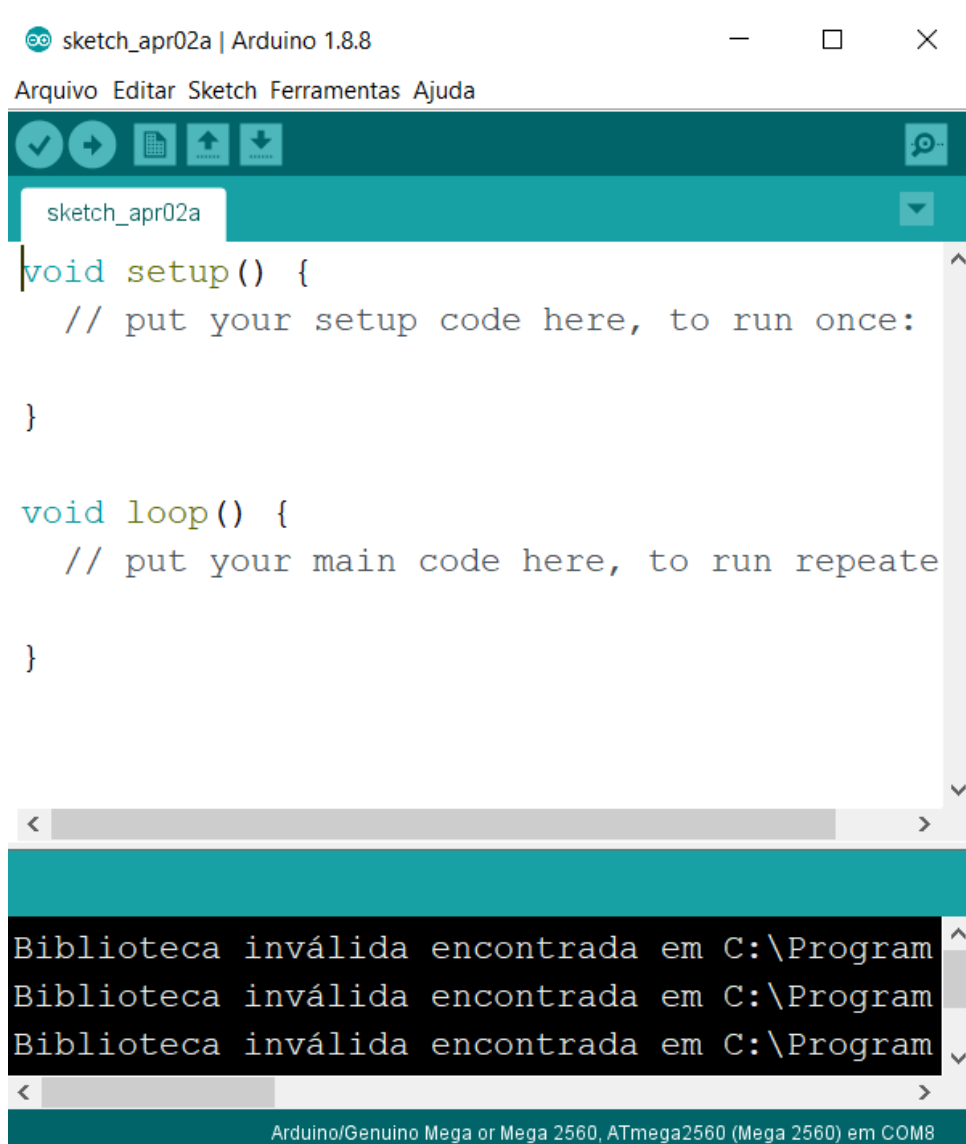 sketch_apr02a | Arduino 1.8.8
Arquivo Editar Sketch Ferramentas Ajuda
sketch_apr02a
void setup() {
  // put your setup code here, to run once:
}
void loop() {
  // put your main code here, to run repeate
}
Biblioteca inválida encontrada em C:\Program
Biblioteca inválida encontrada em C:\Program
Biblioteca inválida encontrada em C:\Program
Arduino/Genuino Mega or Mega 2560, ATmega2560 (Mega 2560) em COM8